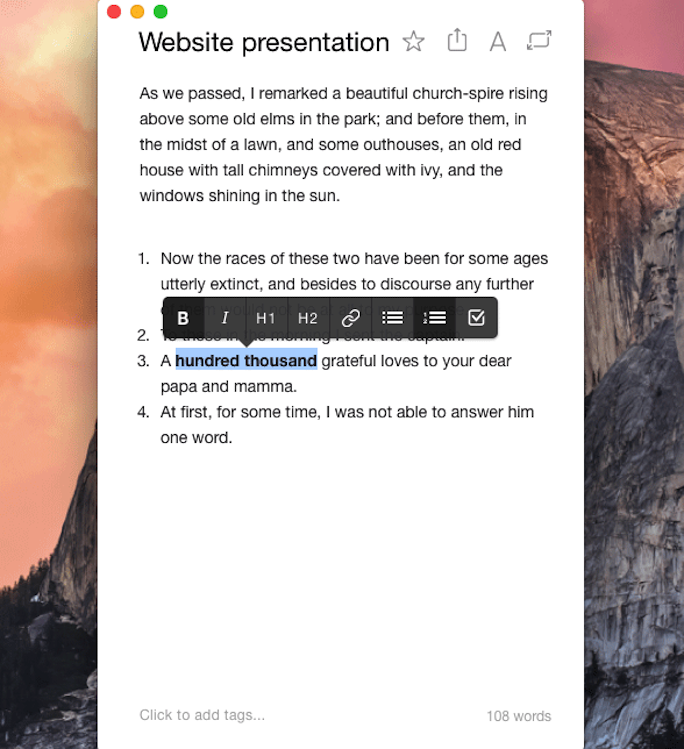 Website presentation
A
As we passed, I remarked a beautiful church-spire rising
above some old elms in the park; and before them, in
the midst of a lawn, and some outhouses, an old red
house with tall chimneys covered with ivy, and the
windows shining in the sun.
1. Now the races of these two have been for some ages
utterly extinct, and besides to discourse any further
B I H1 H2
2. To these in the morning I sent the captain.
3. A hundred thousand grateful loves to your dear
papa and mamma.
4. At first, for some time, I was not able to answer him
one word.
Click to add tags...
108 words